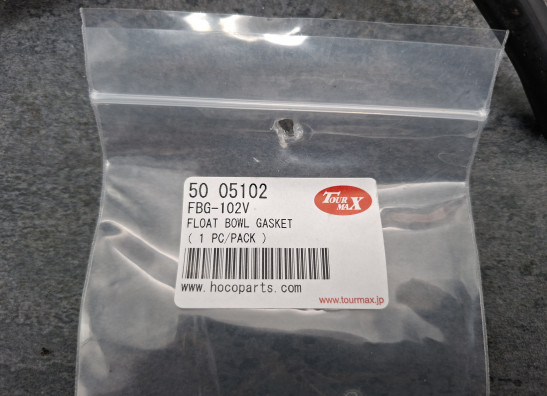 50 05102
TOUR MAX
FBG-102V
FLOAT BOWL GASKET
( 1 PC/PACK )
www.hocoparts.com
www.tourmax.jp